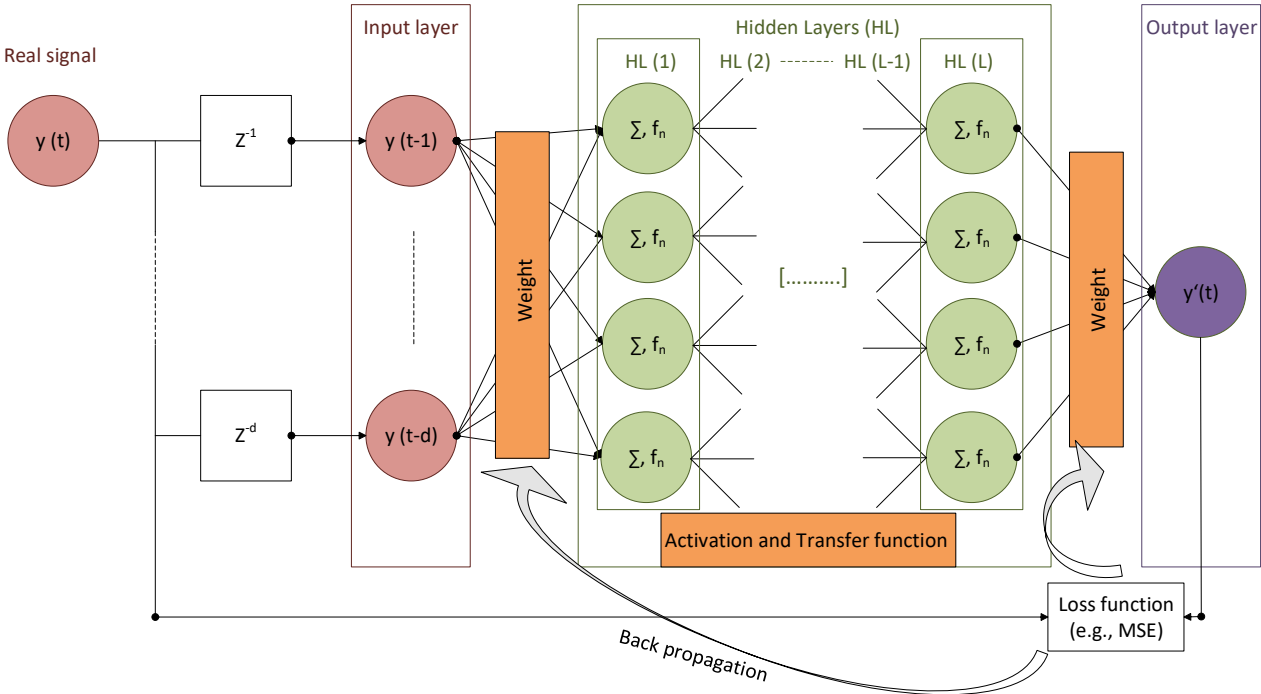 Real signal
y (t)
Z⁻¹
Z⁻ᵈ
Input layer
y (t-1)
y (t-d)
Weight
Hidden Layers (HL)
HL (1)
HL (2)
HL (L-1)
HL (L)
∑, fₙ
∑, fₙ
∑, fₙ
∑, fₙ
[..........]
∑, fₙ
∑, fₙ
∑, fₙ
∑, fₙ
Activation and Transfer function
Weight
Output layer
y‘(t)
Loss function
(e.g., MSE)
Back propagation